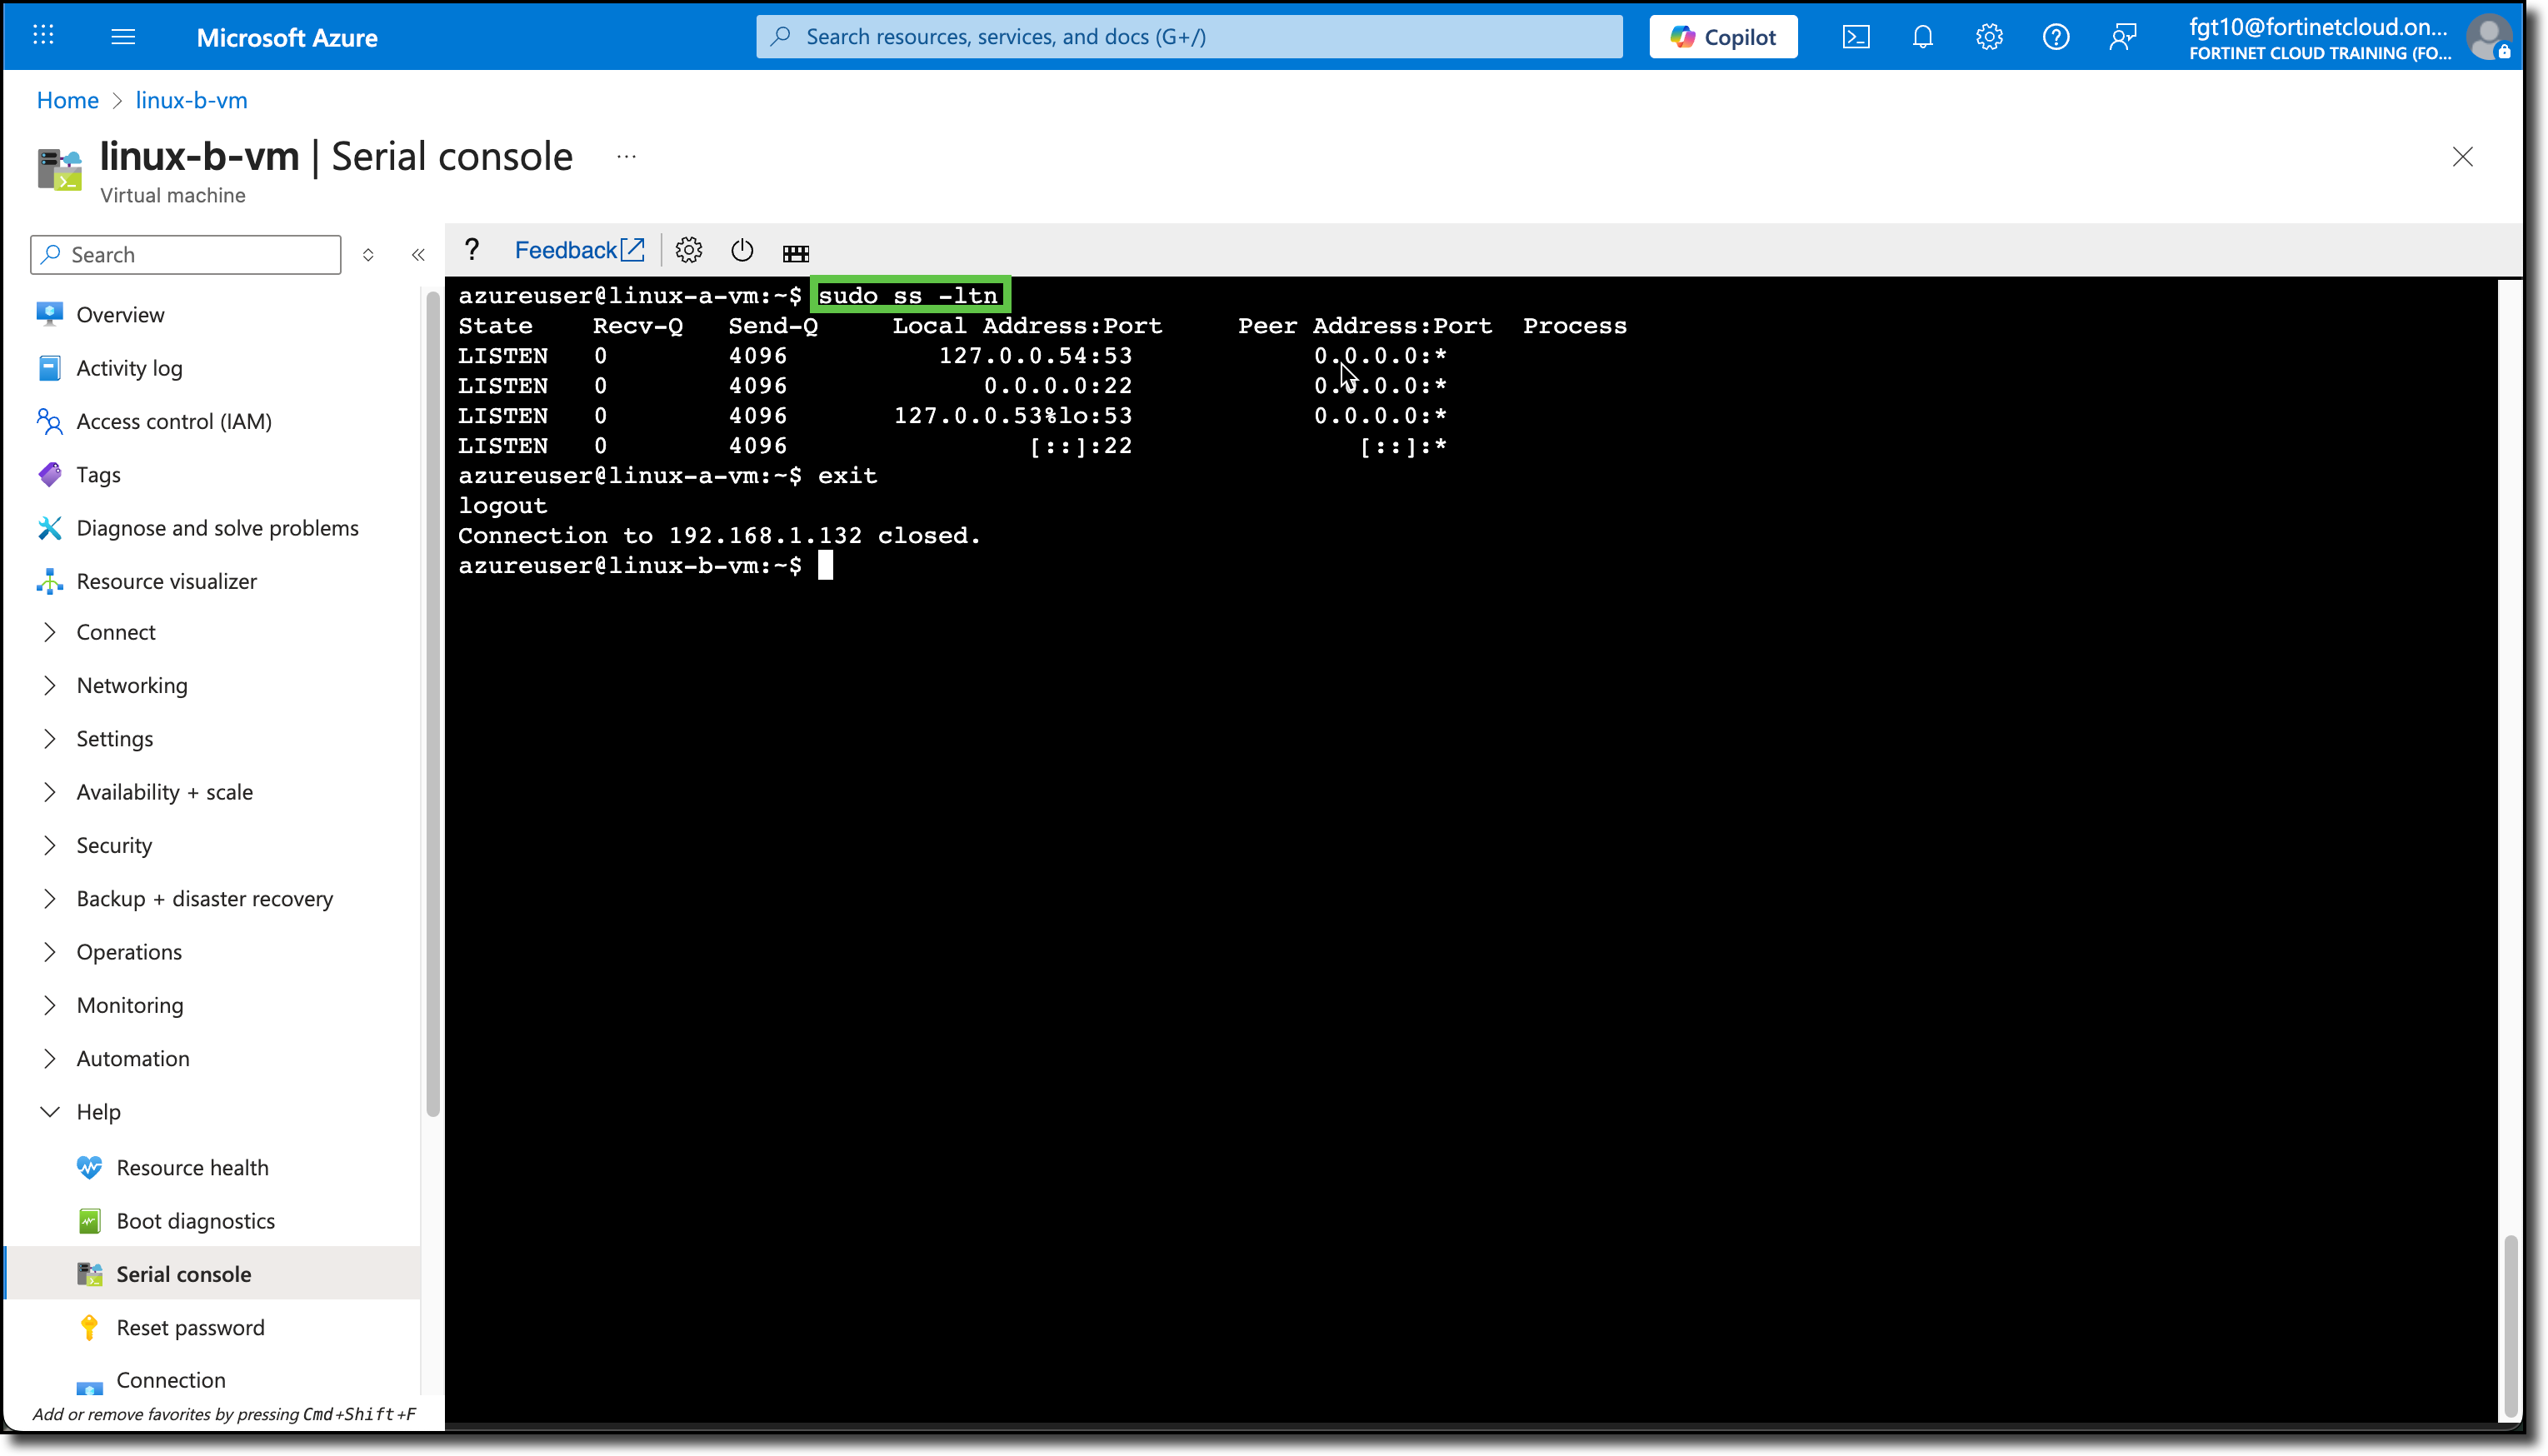 Microsoft Azure
Search resources, services, and docs (G+/)
Copilot
fgt10@fortinetcloud.on...
FORTINET CLOUD TRAINING (FO...
Home > linux-b-vm
linux-b-vm | Serial console ...
Virtual machine
Search
? Feedback
Overview
Activity log
Access control (IAM)
Tags
Diagnose and solve problems
Resource visualizer
Connect
Networking
Settings
Availability + scale
Security
Backup + disaster recovery
Operations
Monitoring
Automation
Help
Resource health
Boot diagnostics
Serial console
Reset password
Connection
Add or remove favorites by pressing Cmd+Shift+F
azureuser@linux-a-vm:~$ sudo ss -ltn
State Recv-Q Send-Q Local Address:Port Peer Address:Port Process
LISTEN 0 4096 127.0.0.54:53 0.0.0.0:*
LISTEN 0 4096 0.0.0.0:22 0.0.0.0:*
LISTEN 0 4096 127.0.0.53%lo:53 0.0.0.0:*
LISTEN 0 4096 [::]:22 [::]:*
azureuser@linux-a-vm:~$ exit
logout
Connection to 192.168.1.132 closed.
azureuser@linux-b-vm:~$